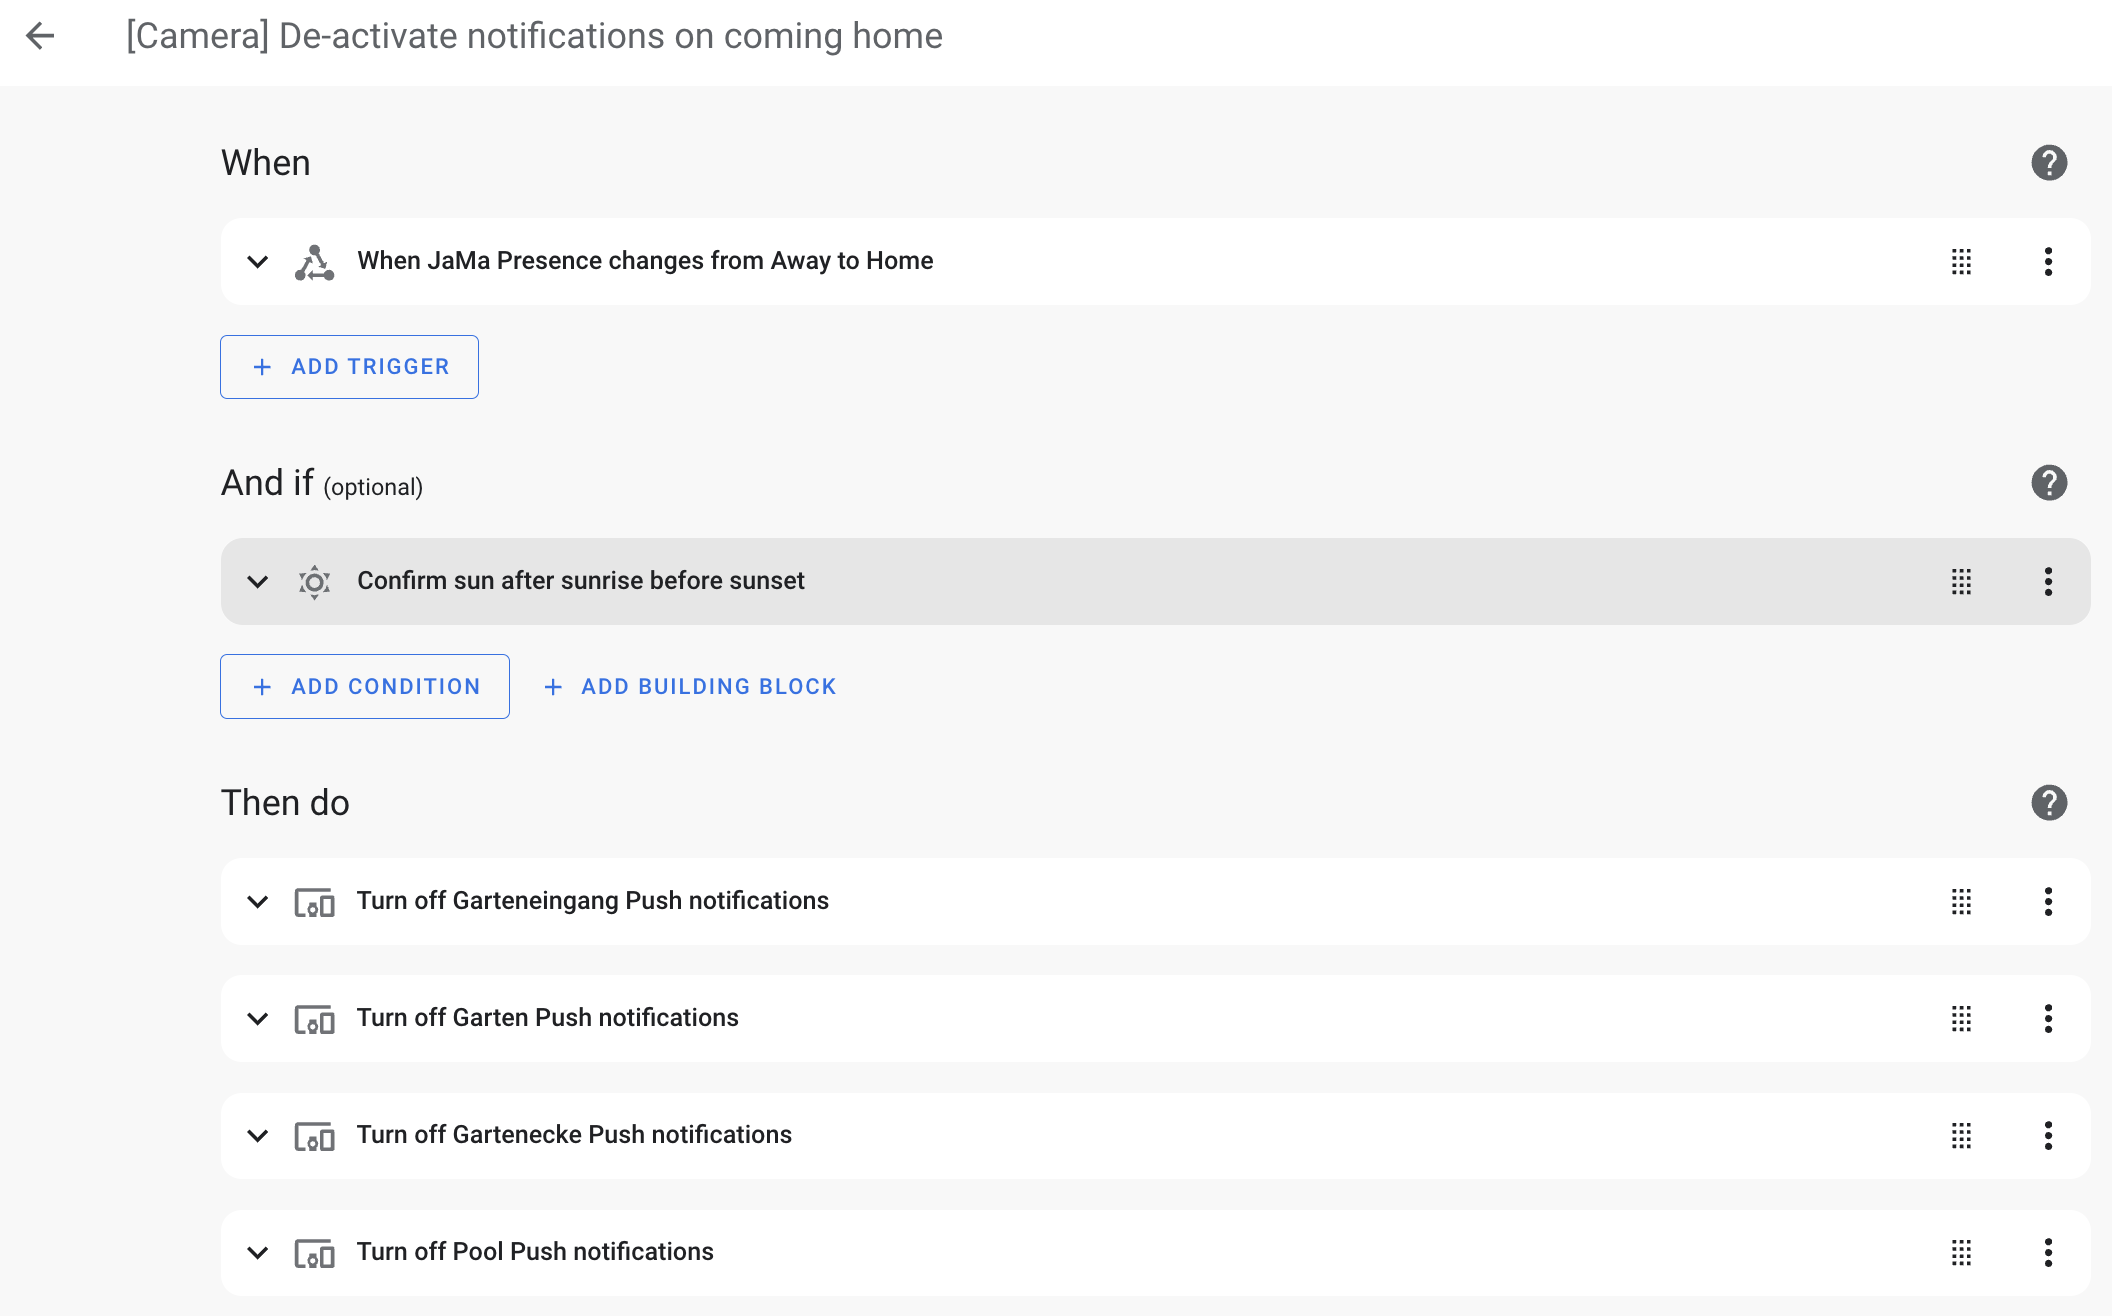 [Camera] De-activate notifications on coming home
When
When JaMa Presence changes from Away to Home
+ ADD TRIGGER
And if (optional)
Confirm sun after sunrise before sunset
+ ADD CONDITION + ADD BUILDING BLOCK
Then do
Turn off Garteneingang Push notifications
Turn off Garten Push notifications
Turn off Gartenecke Push notifications
Turn off Pool Push notifications